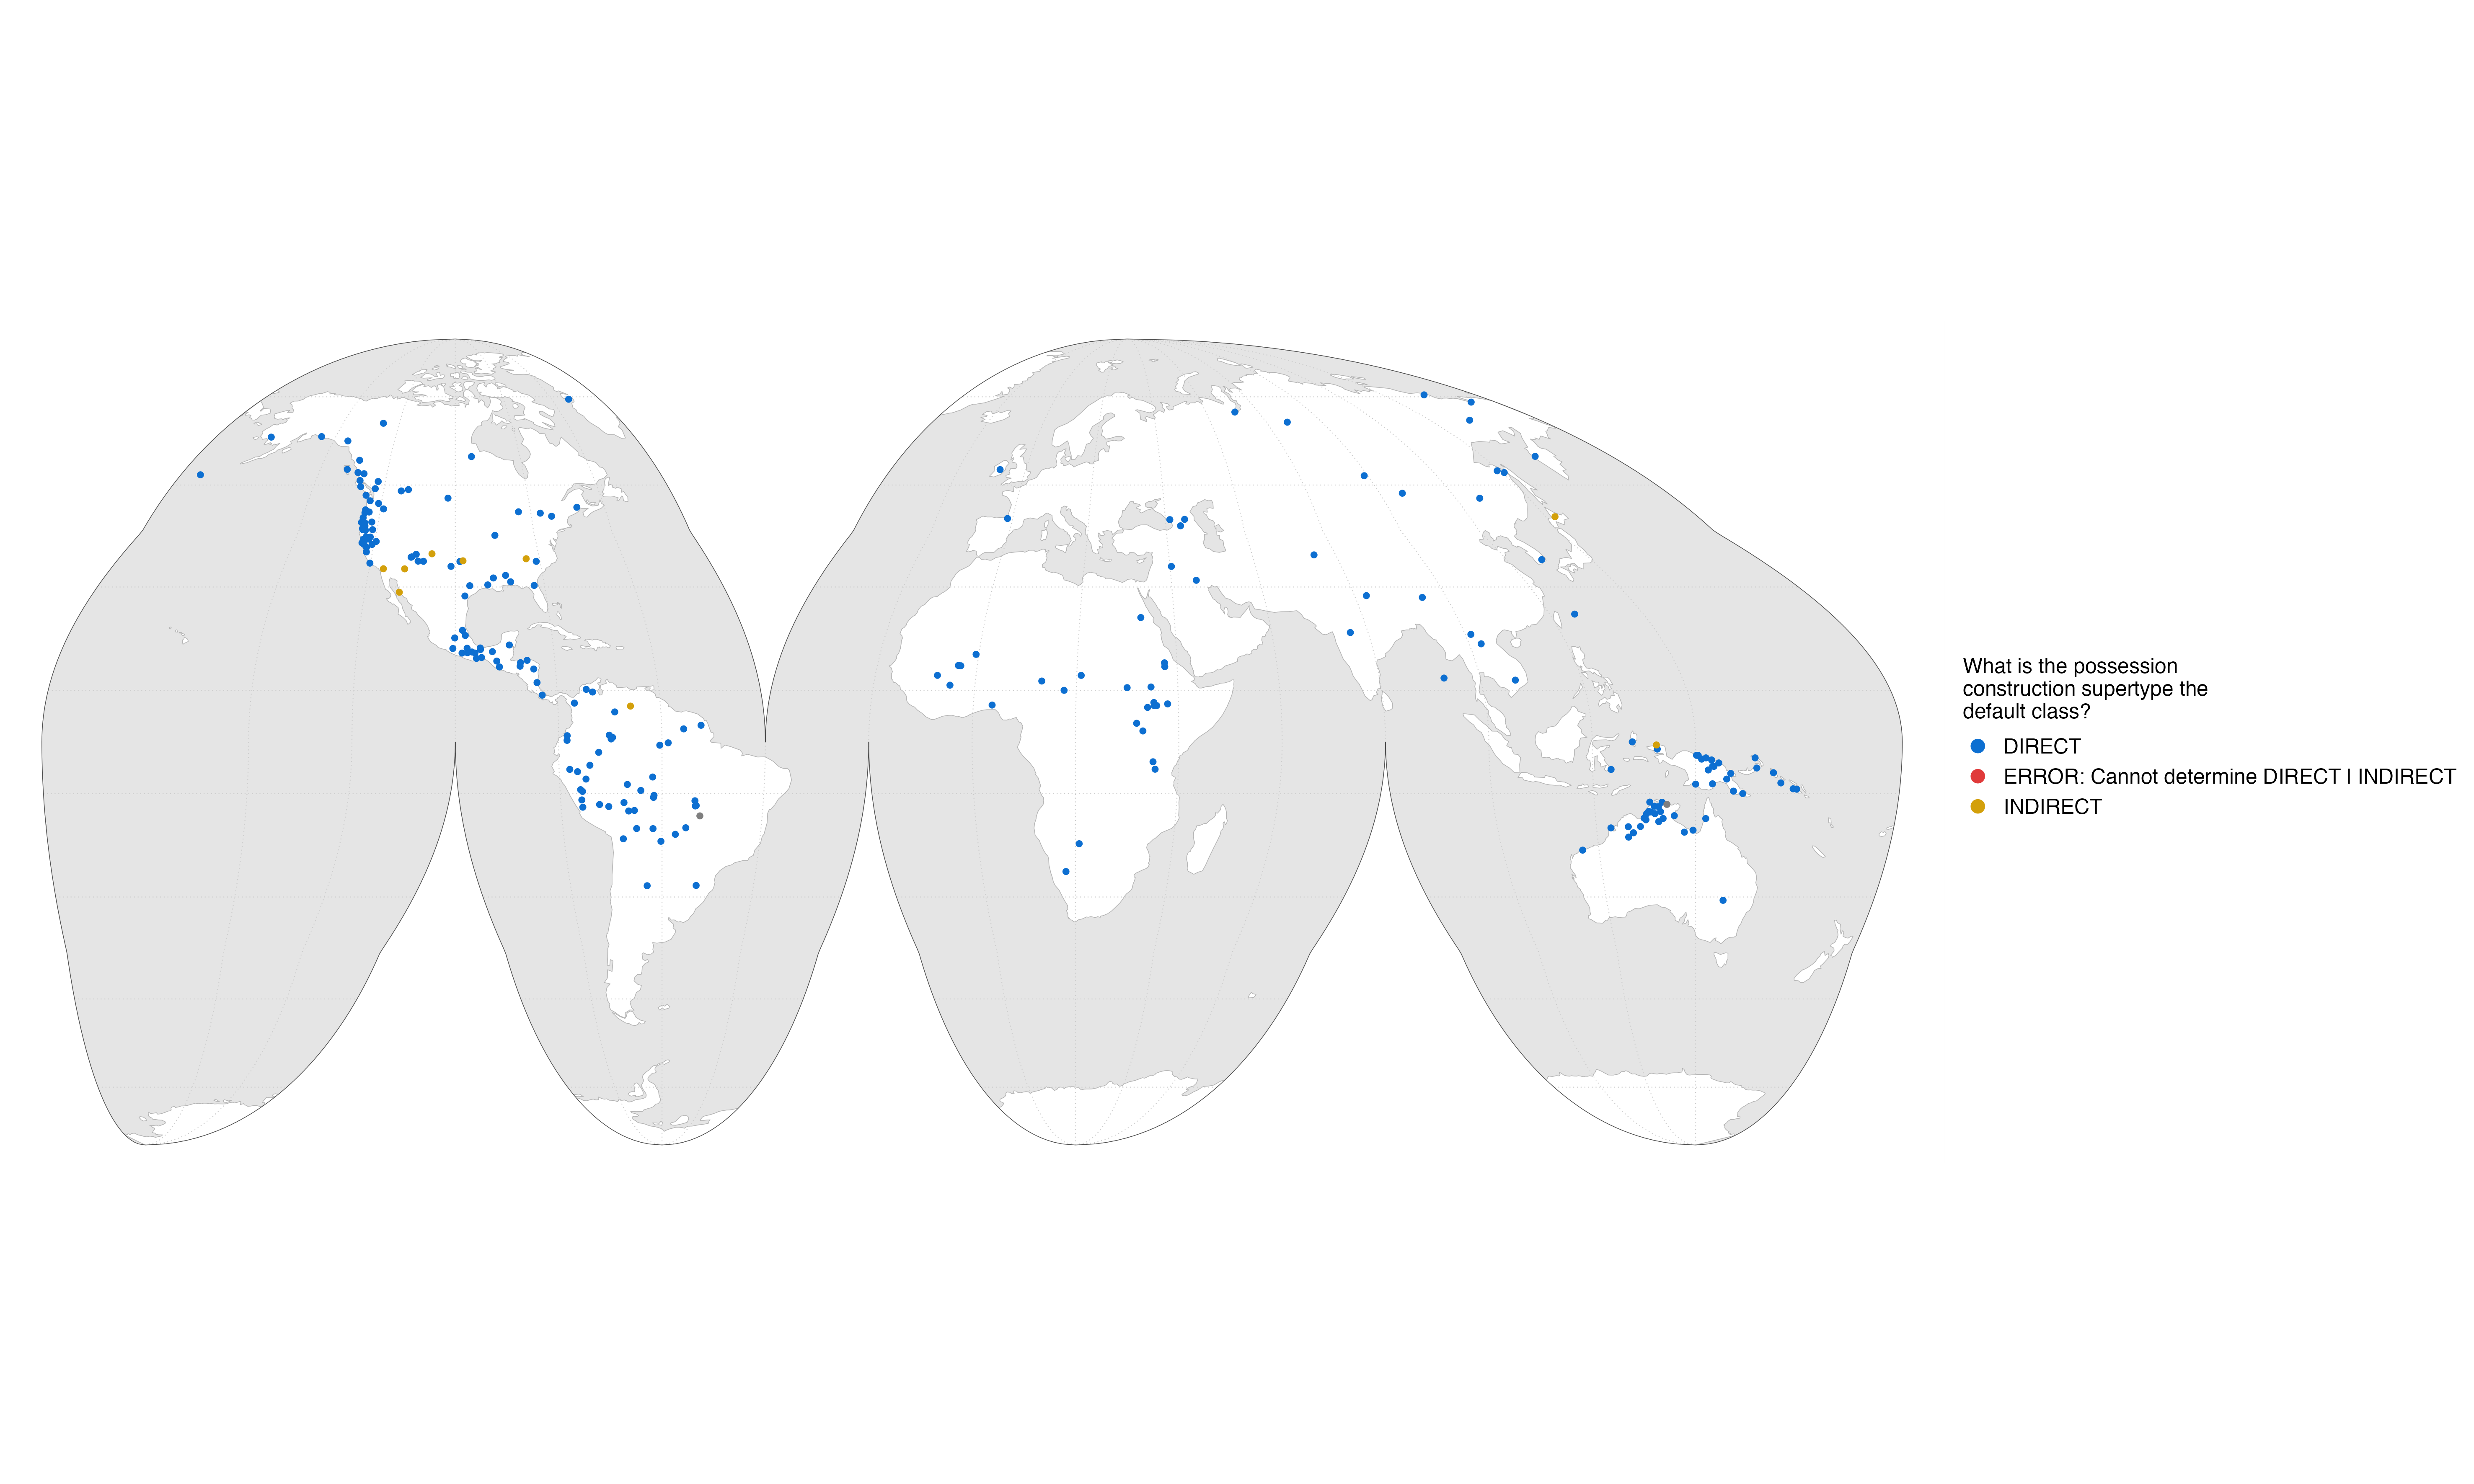 What is the possession
construction supertype the
default class?
DIRECT
ERROR: Cannot determine DIRECT | INDIRECT
INDIRECT